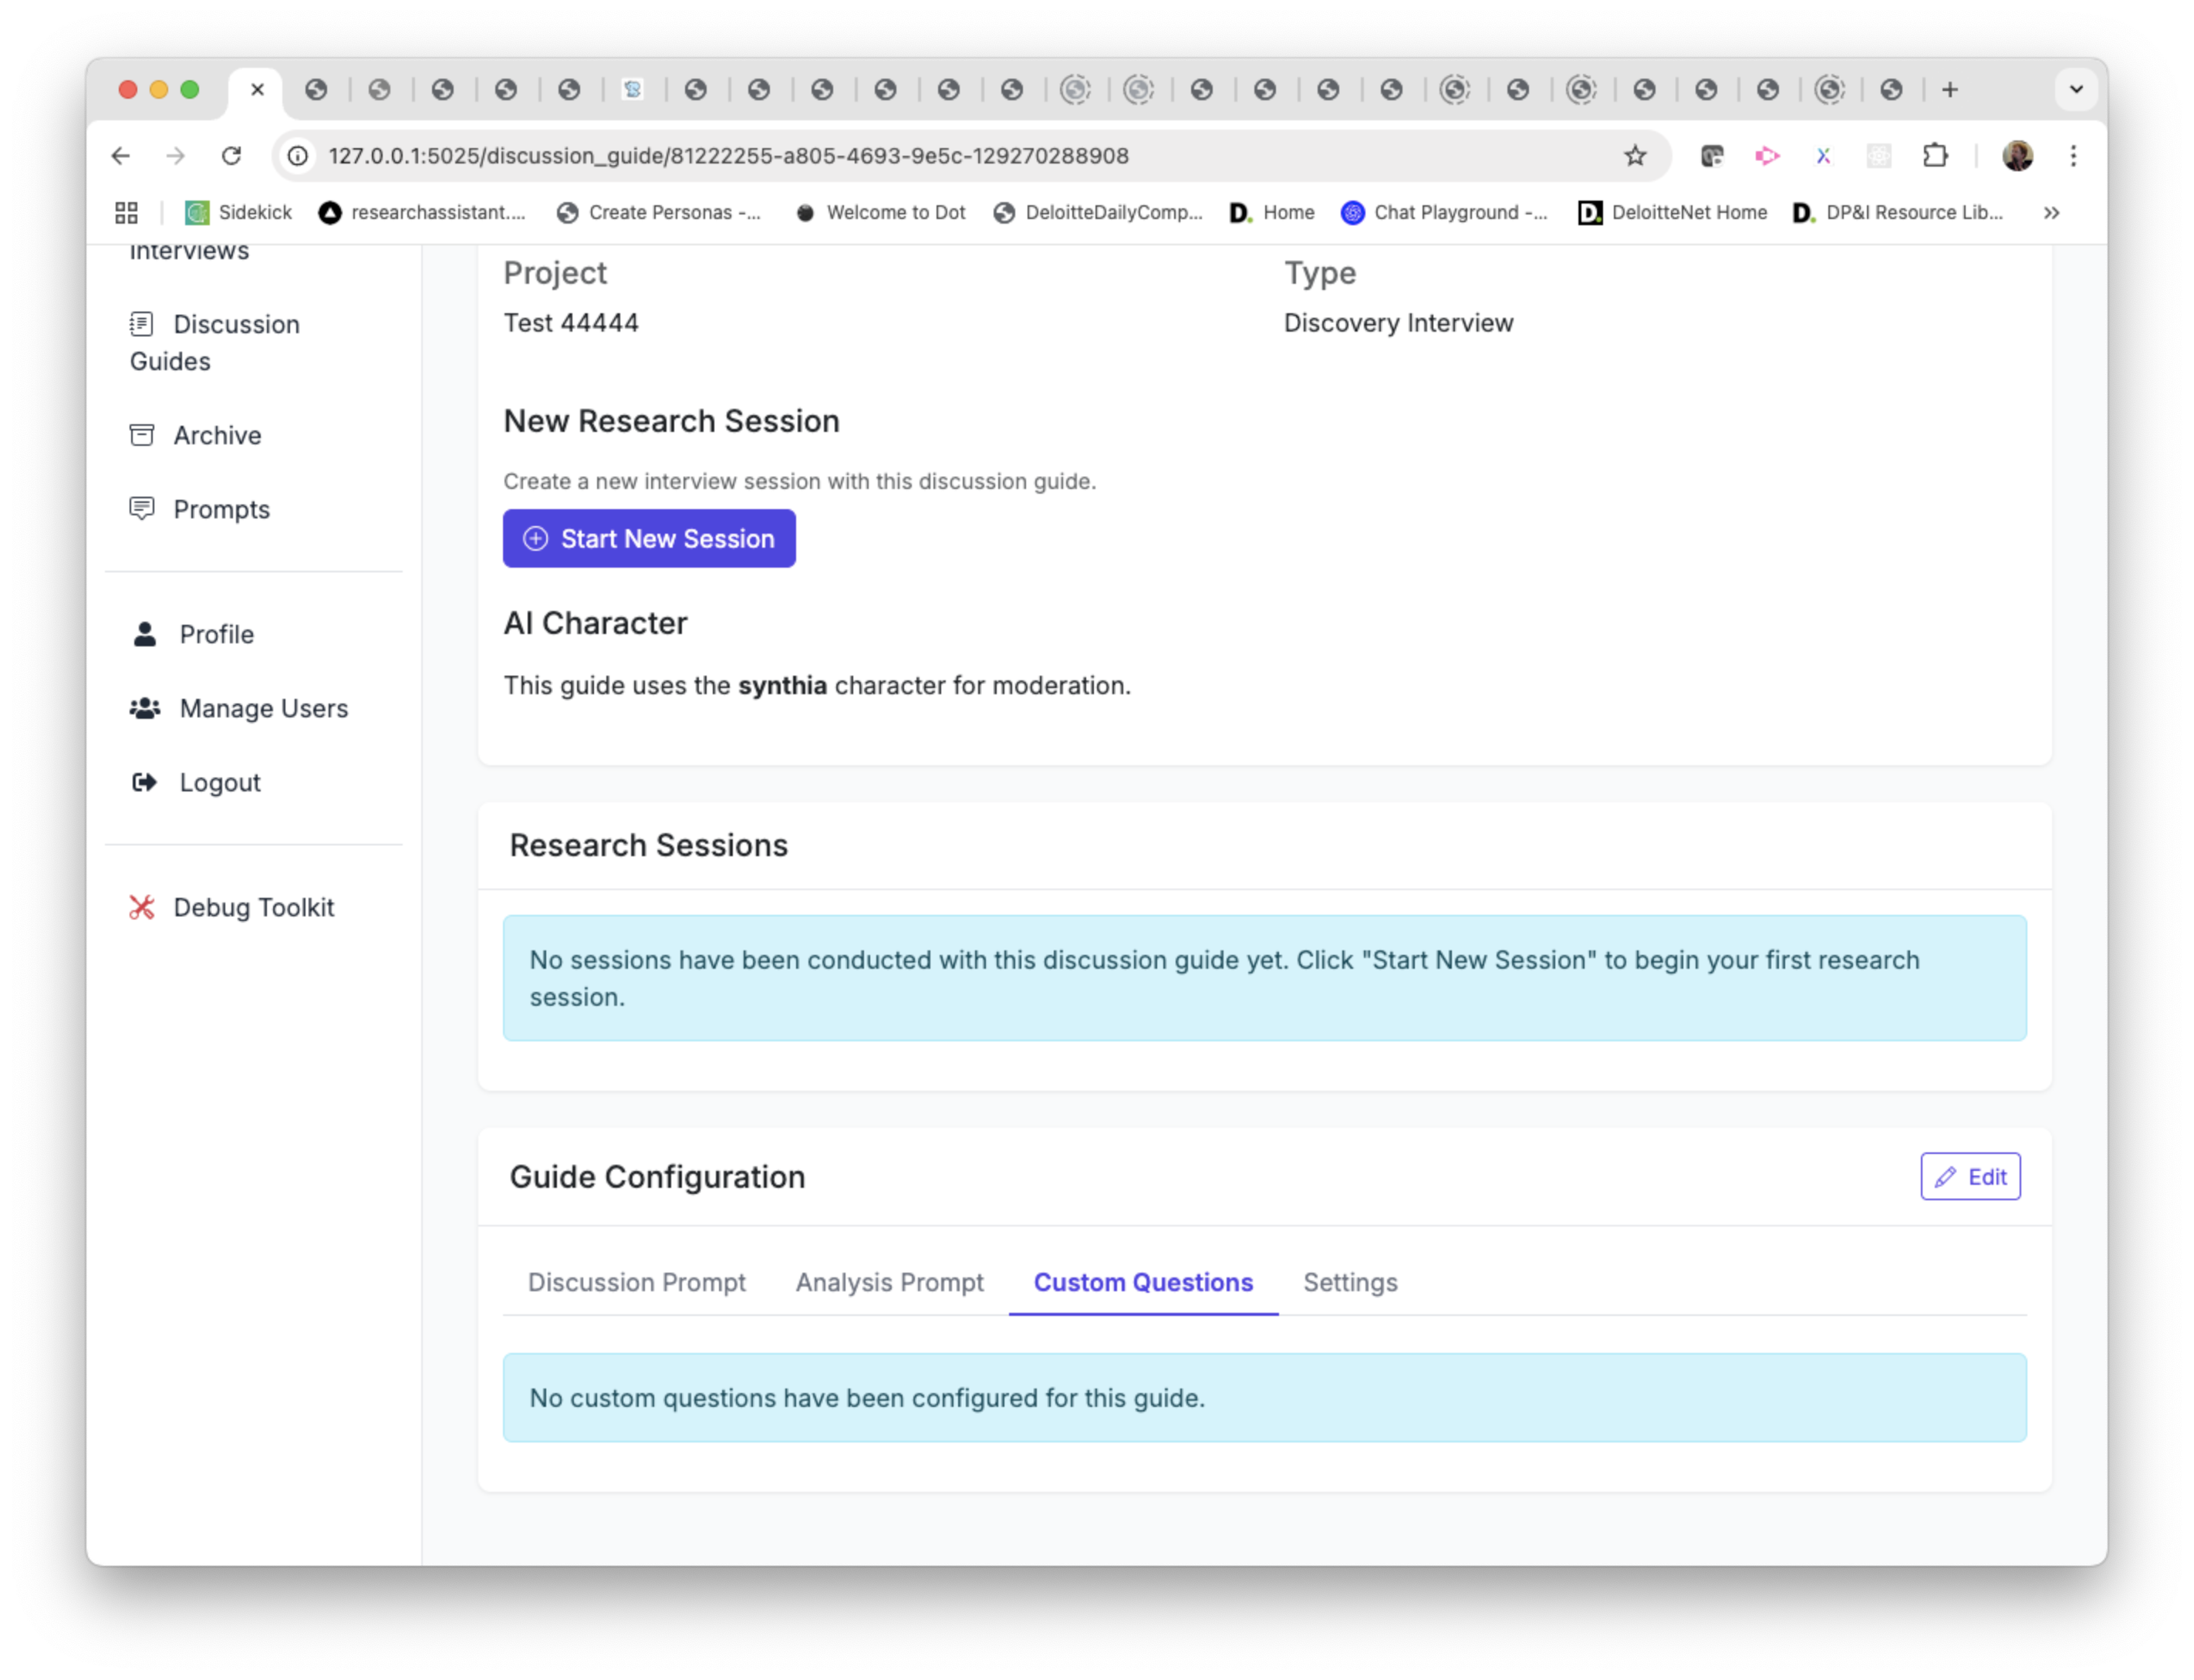 127.0.0.1:5025/discussion_guide/81222255-a805-4693-9e5c-129270288908
Sidekick
researchassistant....
Create Personas -...
Welcome to Dot
DeloitteDailyComp...
D. Home
Chat Playground -...
D. DeloitteNet Home
D. DP&I Resource Lib...
Interviews
Discussion
Guides
Archive
Prompts
Profile
Manage Users
Logout
Debug Toolkit
Project
Type
Test 44444
Discovery Interview
New Research Session
Create a new interview session with this discussion guide.
Start New Session
AI Character
This guide uses the synthia character for moderation.
Research Sessions
No sessions have been conducted with this discussion guide yet. Click "Start New Session" to begin your first research
session.
Guide Configuration
Edit
Discussion Prompt
Analysis Prompt
Custom Questions
Settings
No custom questions have been configured for this guide.